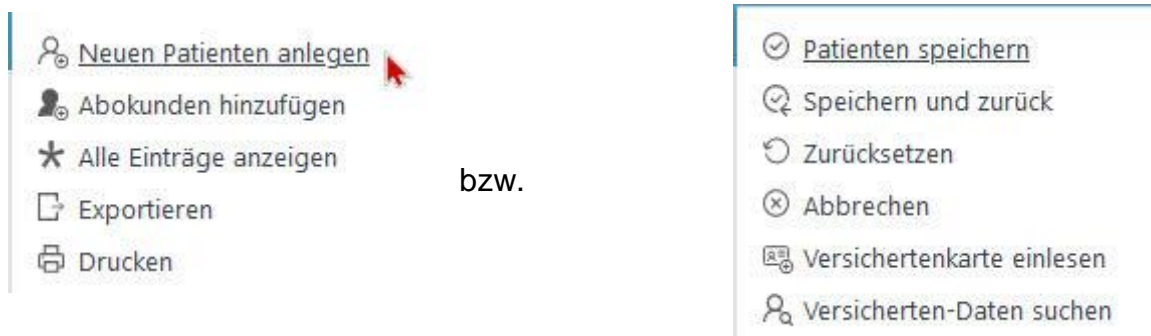 Neuen Patienten anlegen
Abokunden hinzufügen
Alle Einträge anzeigen
Exportieren
Drucken
bzw.
Patienten speichern
Speichern und zurück
Zurücksetzen
Abbrechen
Versichertenkarte einlesen
Versicherten-Daten suchen